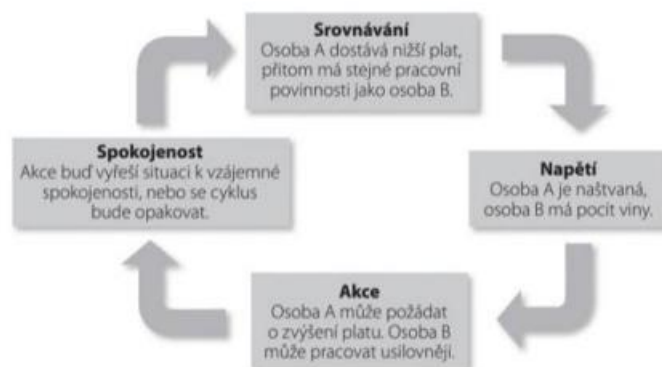 Srovnávání
Osoba A dostává nižší plat,
přitom má stejné pracovní
povinnosti jako osoba B.
Napětí
Osoba A je naštvaná,
osoba B má pocit viny.
Akce
Osoba A může požádat
o zvýšení platu. Osoba B
může pracovat usilovněji.
Spokojenost
Akce buď vyřeší situaci k vzájemné
spokojenosti, nebo se cyklus
bude opakovat.